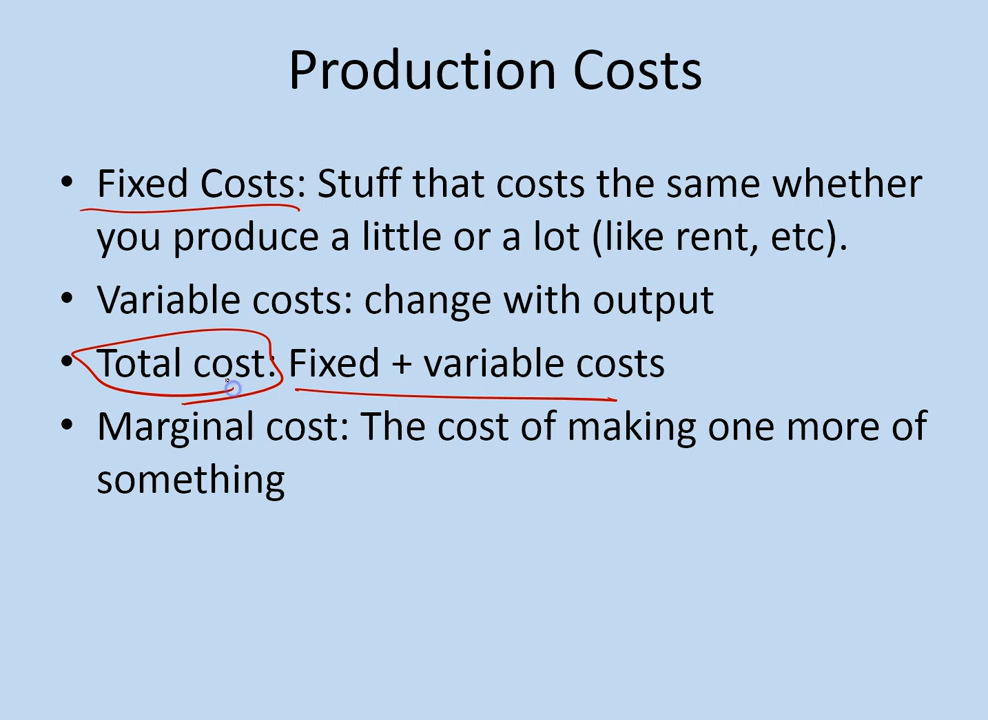 Production Costs
• Fixed Costs: Stuff that costs the same whether
you produce a little or a lot (like rent, etc).
• Variable costs: change with output
• Total cost: Fixed + variable costs
• Marginal cost: The cost of making one more of
something